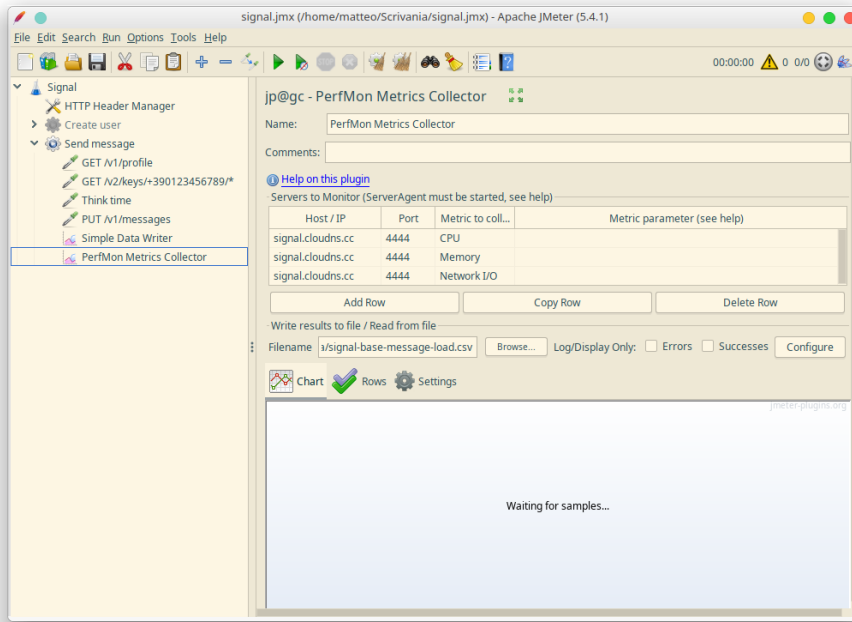 signal.jmx (/home/matteo/Scrivania/signal.jmx) - Apache JMeter (5.4.1)
File Edit Search Run Options Tools Help
00:00:00 0 0/0
Signal
HTTP Header Manager
Create user
Send message
GET /v1/profile
GET /v2/keys/+390123456789/*
Think time
PUT /v1/messages
Simple Data Writer
PerfMon Metrics Collector
jp@gc - PerfMon Metrics Collector
Name: PerfMon Metrics Collector
Comments:
Help on this plugin
Servers to Monitor (ServerAgent must be started, see help)
Host / IP Port Metric to coll... Metric parameter (see help)
signal.cloudns.cc 4444 CPU
signal.cloudns.cc 4444 Memory
signal.cloudns.cc 4444 Network I/O
Add Row Copy Row Delete Row
Write results to file / Read from file
Filename /signal-base-message-load.csv Browse... Log/Display Only: Errors Successes Configure
Chart Rows Settings
jmeter-plugins.org
Waiting for samples...